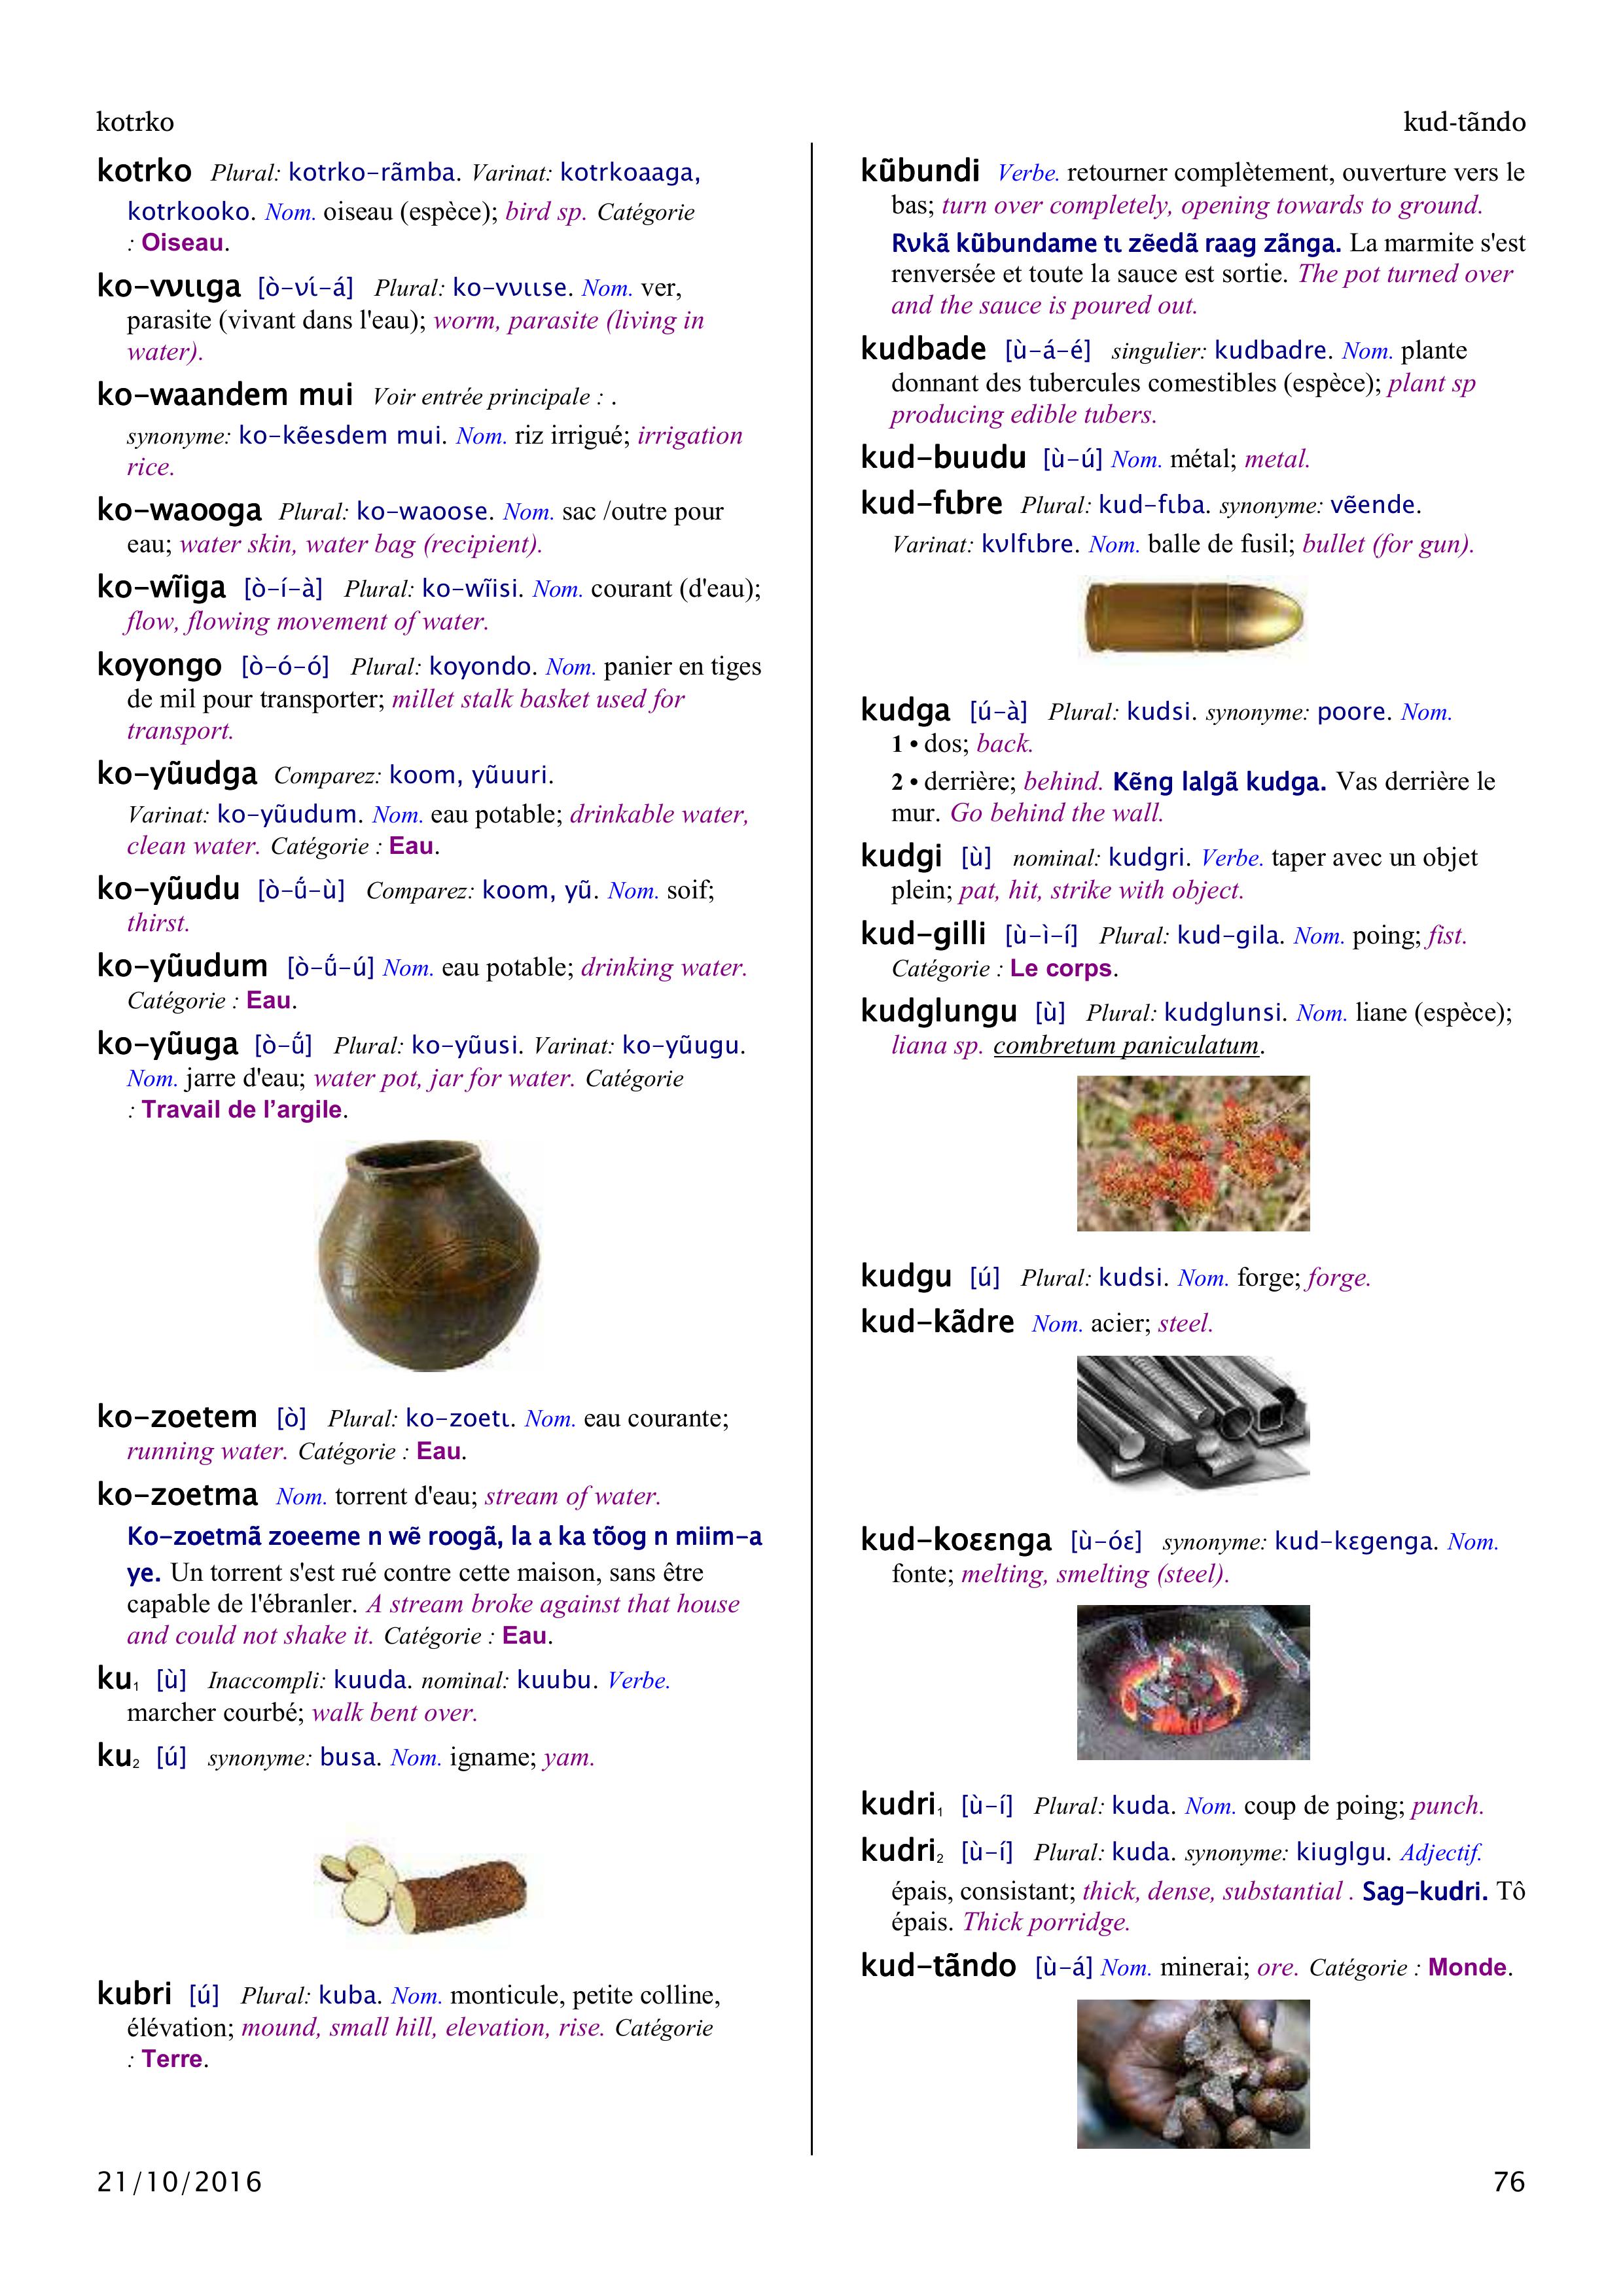 kotrko
kud-tãndo
kotrko Plural: kotrko-rãmba. Varinat: kotrkoaaga,
kotrkooko. Nom. oiseau (espèce); bird sp. Catégorie
: Oiseau.
ko-vʋɩɩga [ò-ʋɩ́-á] Plural: ko-vʋɩɩse. Nom. ver,
parasite (vivant dans l'eau); worm, parasite (living in
water).
ko-waandem mui Voir entrée principale : .
synonyme: ko-kẽesdem mui. Nom. riz irrigué; irrigation
rice.
ko-waooga Plural: ko-waoose. Nom. sac /outre pour
eau; water skin, water bag (recipient).
ko-wĩiga [ò-í-à] Plural: ko-wĩisi. Nom. courant (d'eau);
flow, flowing movement of water.
koyongo [ò-ó-ó] Plural: koyondo. Nom. panier en tiges
de mil pour transporter; millet stalk basket used for
transport.
ko-yũudga Comparez: koom, yũuuri.
Varinat: ko-yũudum. Nom. eau potable; drinkable water,
clean water. Catégorie : Eau.
ko-yũudu [ò-ṹ-ù] Comparez: koom, yũ. Nom. soif;
thirst.
ko-yũudum [ò-ṹ-ú] Nom. eau potable; drinking water.
Catégorie : Eau.
ko-yũuga [ò-ṹ] Plural: ko-yũusi. Varinat: ko-yũugu.
Nom. jarre d'eau; water pot, jar for water. Catégorie
: Travail de l’argile.
ko-zoetem [ò] Plural: ko-zoetɩ. Nom. eau courante;
running water. Catégorie : Eau.
ko-zoetma Nom. torrent d'eau; stream of water.
Ko-zoetmã zoeeme n wẽ roogã, la a ka tõog n miim-a
ye. Un torrent s'est rué contre cette maison, sans être
capable de l'ébranler. A stream broke against that house
and could not shake it. Catégorie : Eau.
ku₁ [ù] Inaccompli: kuuda. nominal: kuubu. Verbe.
marcher courbé; walk bent over.
ku₂ [ú] synonyme: busa. Nom. igname; yam.
kubri [ú] Plural: kuba. Nom. monticule, petite colline,
élévation; mound, small hill, elevation, rise. Catégorie
: Terre.
kũbundi Verbe. retourner complètement, ouverture vers le
bas; turn over completely, opening towards to ground.
Rʋkã kũbundame tɩ zẽedã raag zãnga. La marmite s'est
renversée et toute la sauce est sortie. The pot turned over
and the sauce is poured out.
kudbade [ù-á-é] singulier: kudbadre. Nom. plante
donnant des tubercules comestibles (espèce); plant sp
producing edible tubers.
kud-buudu [ù-ú] Nom. métal; metal.
kud-fɩbre Plural: kud-fɩba. synonyme: vẽende.
Varinat: kʋlfɩbre. Nom. balle de fusil; bullet (for gun).
kudga [ú-à] Plural: kudsi. synonyme: poore. Nom.
1 • dos; back.
2 • derrière; behind. Kẽng lalgã kudga. Vas derrière le
mur. Go behind the wall.
kudgi [ù] nominal: kudgri. Verbe. taper avec un objet
plein; pat, hit, strike with object.
kud-gilli [ù-ì-í] Plural: kud-gila. Nom. poing; fist.
Catégorie : Le corps.
kudglungu [ù] Plural: kudglunsi. Nom. liane (espèce);
liana sp. combretum paniculatum.
kudgu [ú] Plural: kudsi. Nom. forge; forge.
kud-kãdre Nom. acier; steel.
kud-koɛɛnga [ù-óɛ] synonyme: kud-kɛgenga. Nom.
fonte; melting, smelting (steel).
kudri₁ [ù-í] Plural: kuda. Nom. coup de poing; punch.
kudri₂ [ù-í] Plural: kuda. synonyme: kiuglgu. Adjectif.
épais, consistant; thick, dense, substantial . Sag-kudri. Tô
épais. Thick porridge.
kud-tãndo [ù-á] Nom. minerai; ore. Catégorie : Monde.
21/10/2016
76